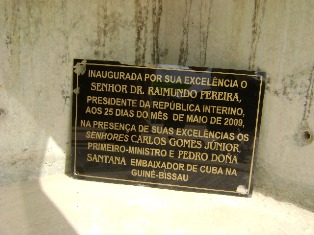 INAUGURADA POR SUA EXCELÊNCIA O
SENHOR DR. RAIMUNDO PEREIRA,
PRESIDENTE DA REPÚBLICA INTERINO,
AOS 25 DIAS DO MÊS DE MAIO DE 2009,
NA PRESENÇA DE SUAS EXCELÊNCIAS OS
SENHORES CARLOS GOMES JÚNIOR,
PRIMEIRO-MINISTRO E PEDRO DOÑA
SANTANA EMBAIXADOR DE CUBA NA
GUINÉ-BISSAU